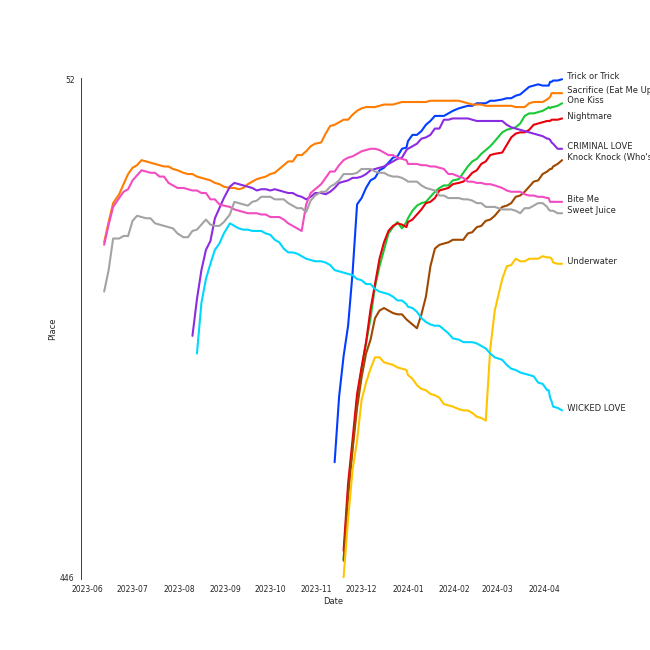 52
Trick or Trick
Sacrifice (Eat Me Up
One Kiss
Nightmare
CRIMINAL LOVE
Knock Knock (Who's
Bite Me
Sweet Juice
Underwater
Place
WICKED LOVE
446
2023-06 2023-07 2023-08 2023-09 2023-10 2023-11 2023-12 2024-01 2024-02 2024-03 2024-04
Date